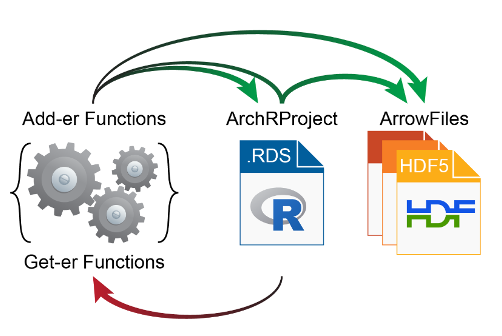 Add-er Functions
ArchRProject
ArrowFiles
.RDS
R
HDF5
HDF
Get-er Functions